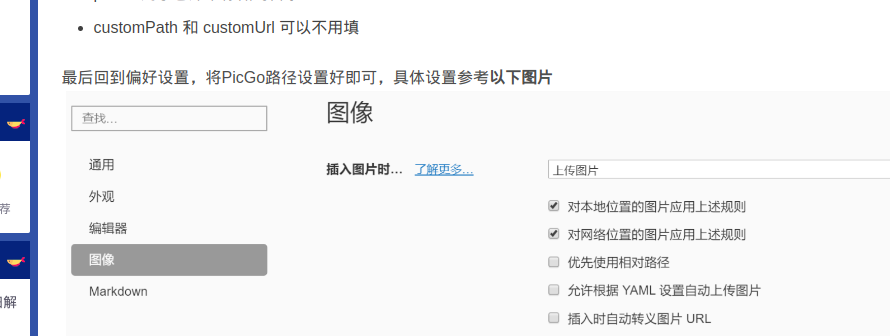 customPath 和 customUrl 可以不用填
最后回到偏好设置，将PicGo路径设置好即可，具体设置参考以下图片
图像
查找...
通用
外观
编辑器
图像
Markdown
插入图片时... 了解更多...
上传图片
对本地位置的图片应用上述规则
对网络位置的图片应用上述规则
优先使用相对路径
允许根据 YAML 设置自动上传图片
插入时自动转义图片 URL
荐
解